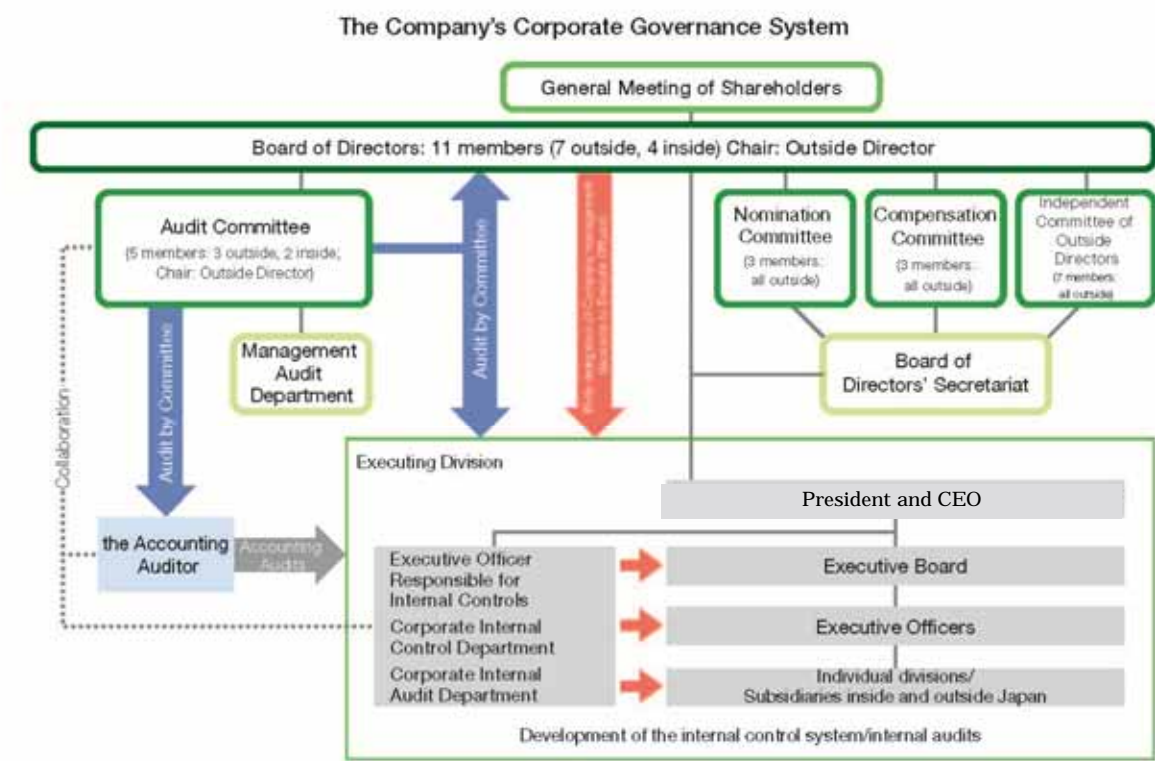 The Company's Corporate Governance System
General Meeting of Shareholders
Board of Directors: 11 members (7 outside, 4 inside) Chair: Outside Director
Audit Committee
(5 members: 3 outside, 2 inside;
Chair: Outside Director)
Nomination
Committee
(3 members:
all outside)
Compensation
Committee
(3 members:
all outside)
Independent
Committee of
Outside
Directors
(7 members:
all outside)
Audit by Committee
Management
Audit
Department
Board of
Directors' Secretariat
Audit by Committee
Collaboration
Executing Division
President and CEO
the Accounting
Auditor
Accounting
Audits
Executive Officer
Responsible for
Internal Controls
Executive Board
Corporate Internal
Control Department
Executive Officers
Corporate Internal
Audit Department
Individual divisions/
Subsidiaries inside and outside Japan
Development of the internal control system/internal audits